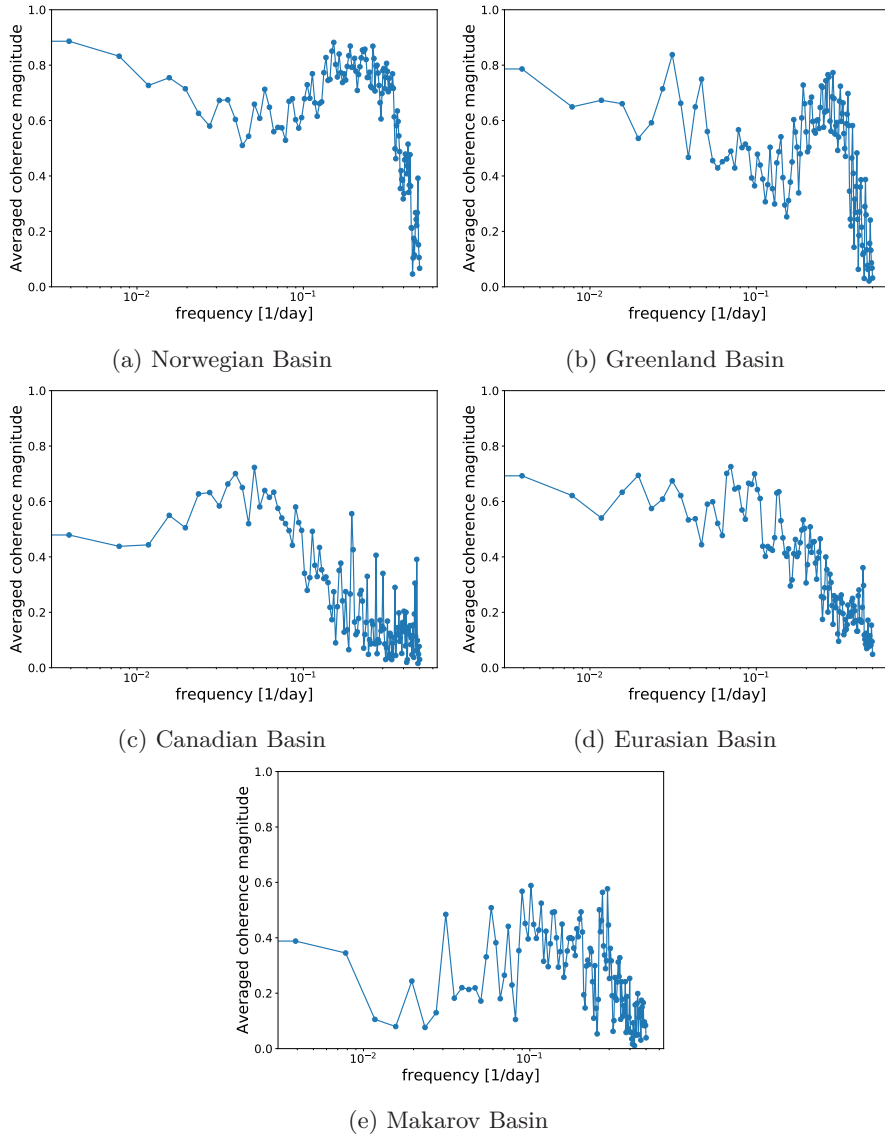 1.0
0.8
0.6
0.4
0.2
0.0
Averaged coherence magnitude
10⁻² 10⁻¹
frequency [1/day]
(a) Norwegian Basin
1.0
0.8
0.6
0.4
0.2
0.0
Averaged coherence magnitude
10⁻² 10⁻¹
frequency [1/day]
(b) Greenland Basin
1.0
0.8
0.6
0.4
0.2
0.0
Averaged coherence magnitude
10⁻² 10⁻¹
frequency [1/day]
(c) Canadian Basin
1.0
0.8
0.6
0.4
0.2
0.0
Averaged coherence magnitude
10⁻² 10⁻¹
frequency [1/day]
(d) Eurasian Basin
1.0
0.8
0.6
0.4
0.2
0.0
Averaged coherence magnitude
10⁻² 10⁻¹
frequency [1/day]
(e) Makarov Basin